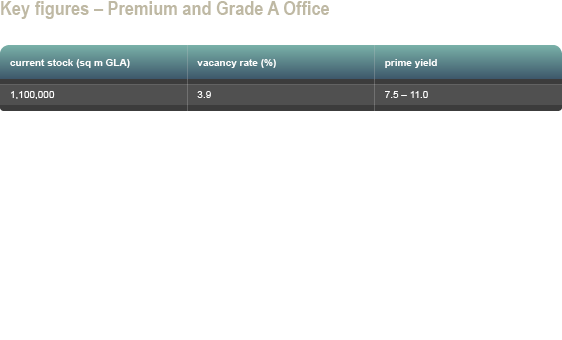 Key figures – Premium and Grade A Office
current stock (sq m GLA) vacancy rate (%) prime yield
1,100,000 3.9 7.5 – 11.0